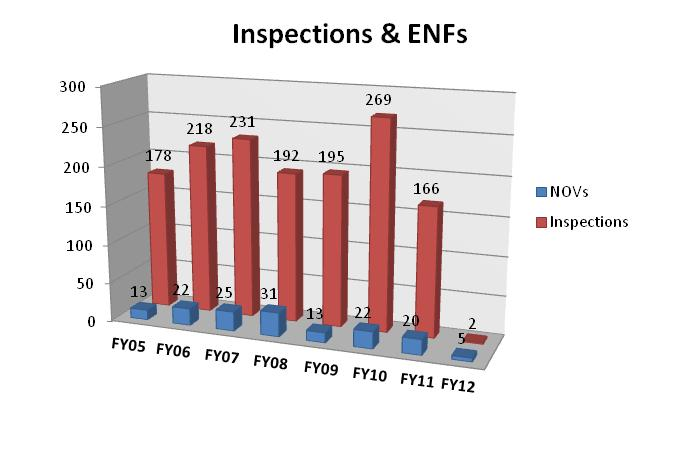 Inspections & ENFs
300
250
200
150
100
50
0
178
218
231
192
195
269
166
2
13
22
25
31
13
22
20
5
FY05
FY06
FY07
FY08
FY09
FY10
FY11
FY12
NOVs
Inspections